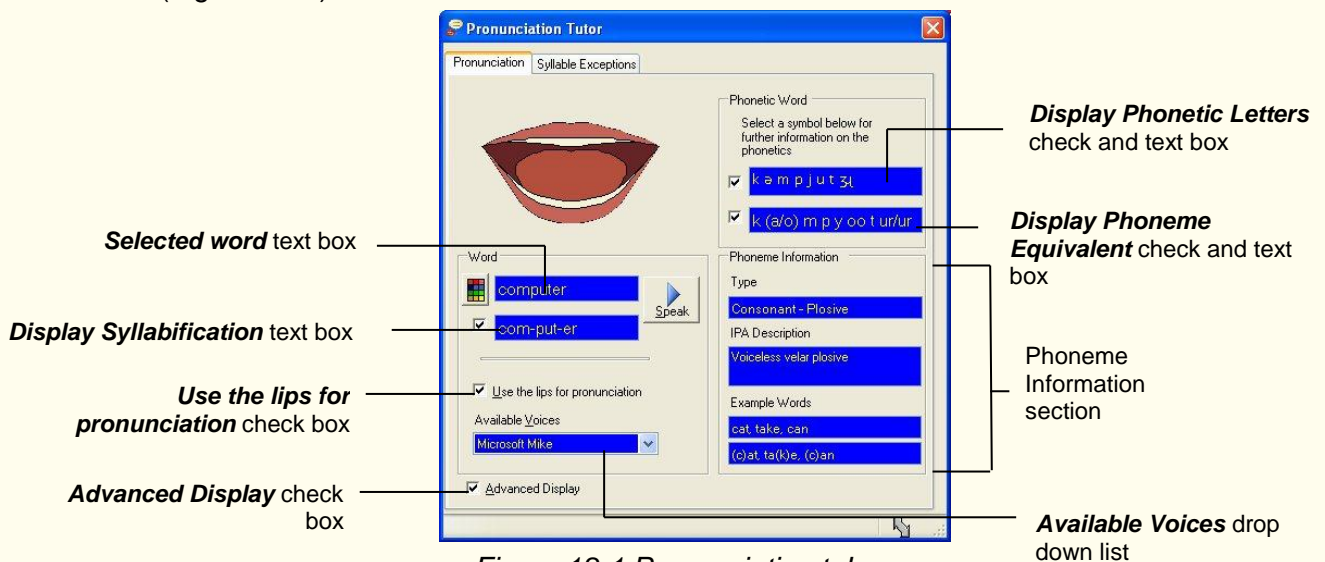 Pronunciation Tutor
Pronunciation
Syllable Exceptions
Phonetic Word
Select a symbol below for
further information on the
phonetics
k ə m p j u t ʒɩ
k (a/o) m p y oo t ur/ur
Word
computer
com-put-er
Speak
Use the lips for pronunciation
Available Voices
Microsoft Mike
Advanced Display
Phoneme Information
Type
Consonant - Plosive
IPA Description
Voiceless velar plosive
Example Words
cat, take, can
(c)at, ta(k)e, (c)an
Selected word text box
Display Syllabification text box
Use the lips for
pronunciation check box
Advanced Display check
box
Display Phonetic Letters
check and text box
Display Phoneme
Equivalent check and text
box
Phoneme
Information
section
Available Voices drop
down list
Pronunciation